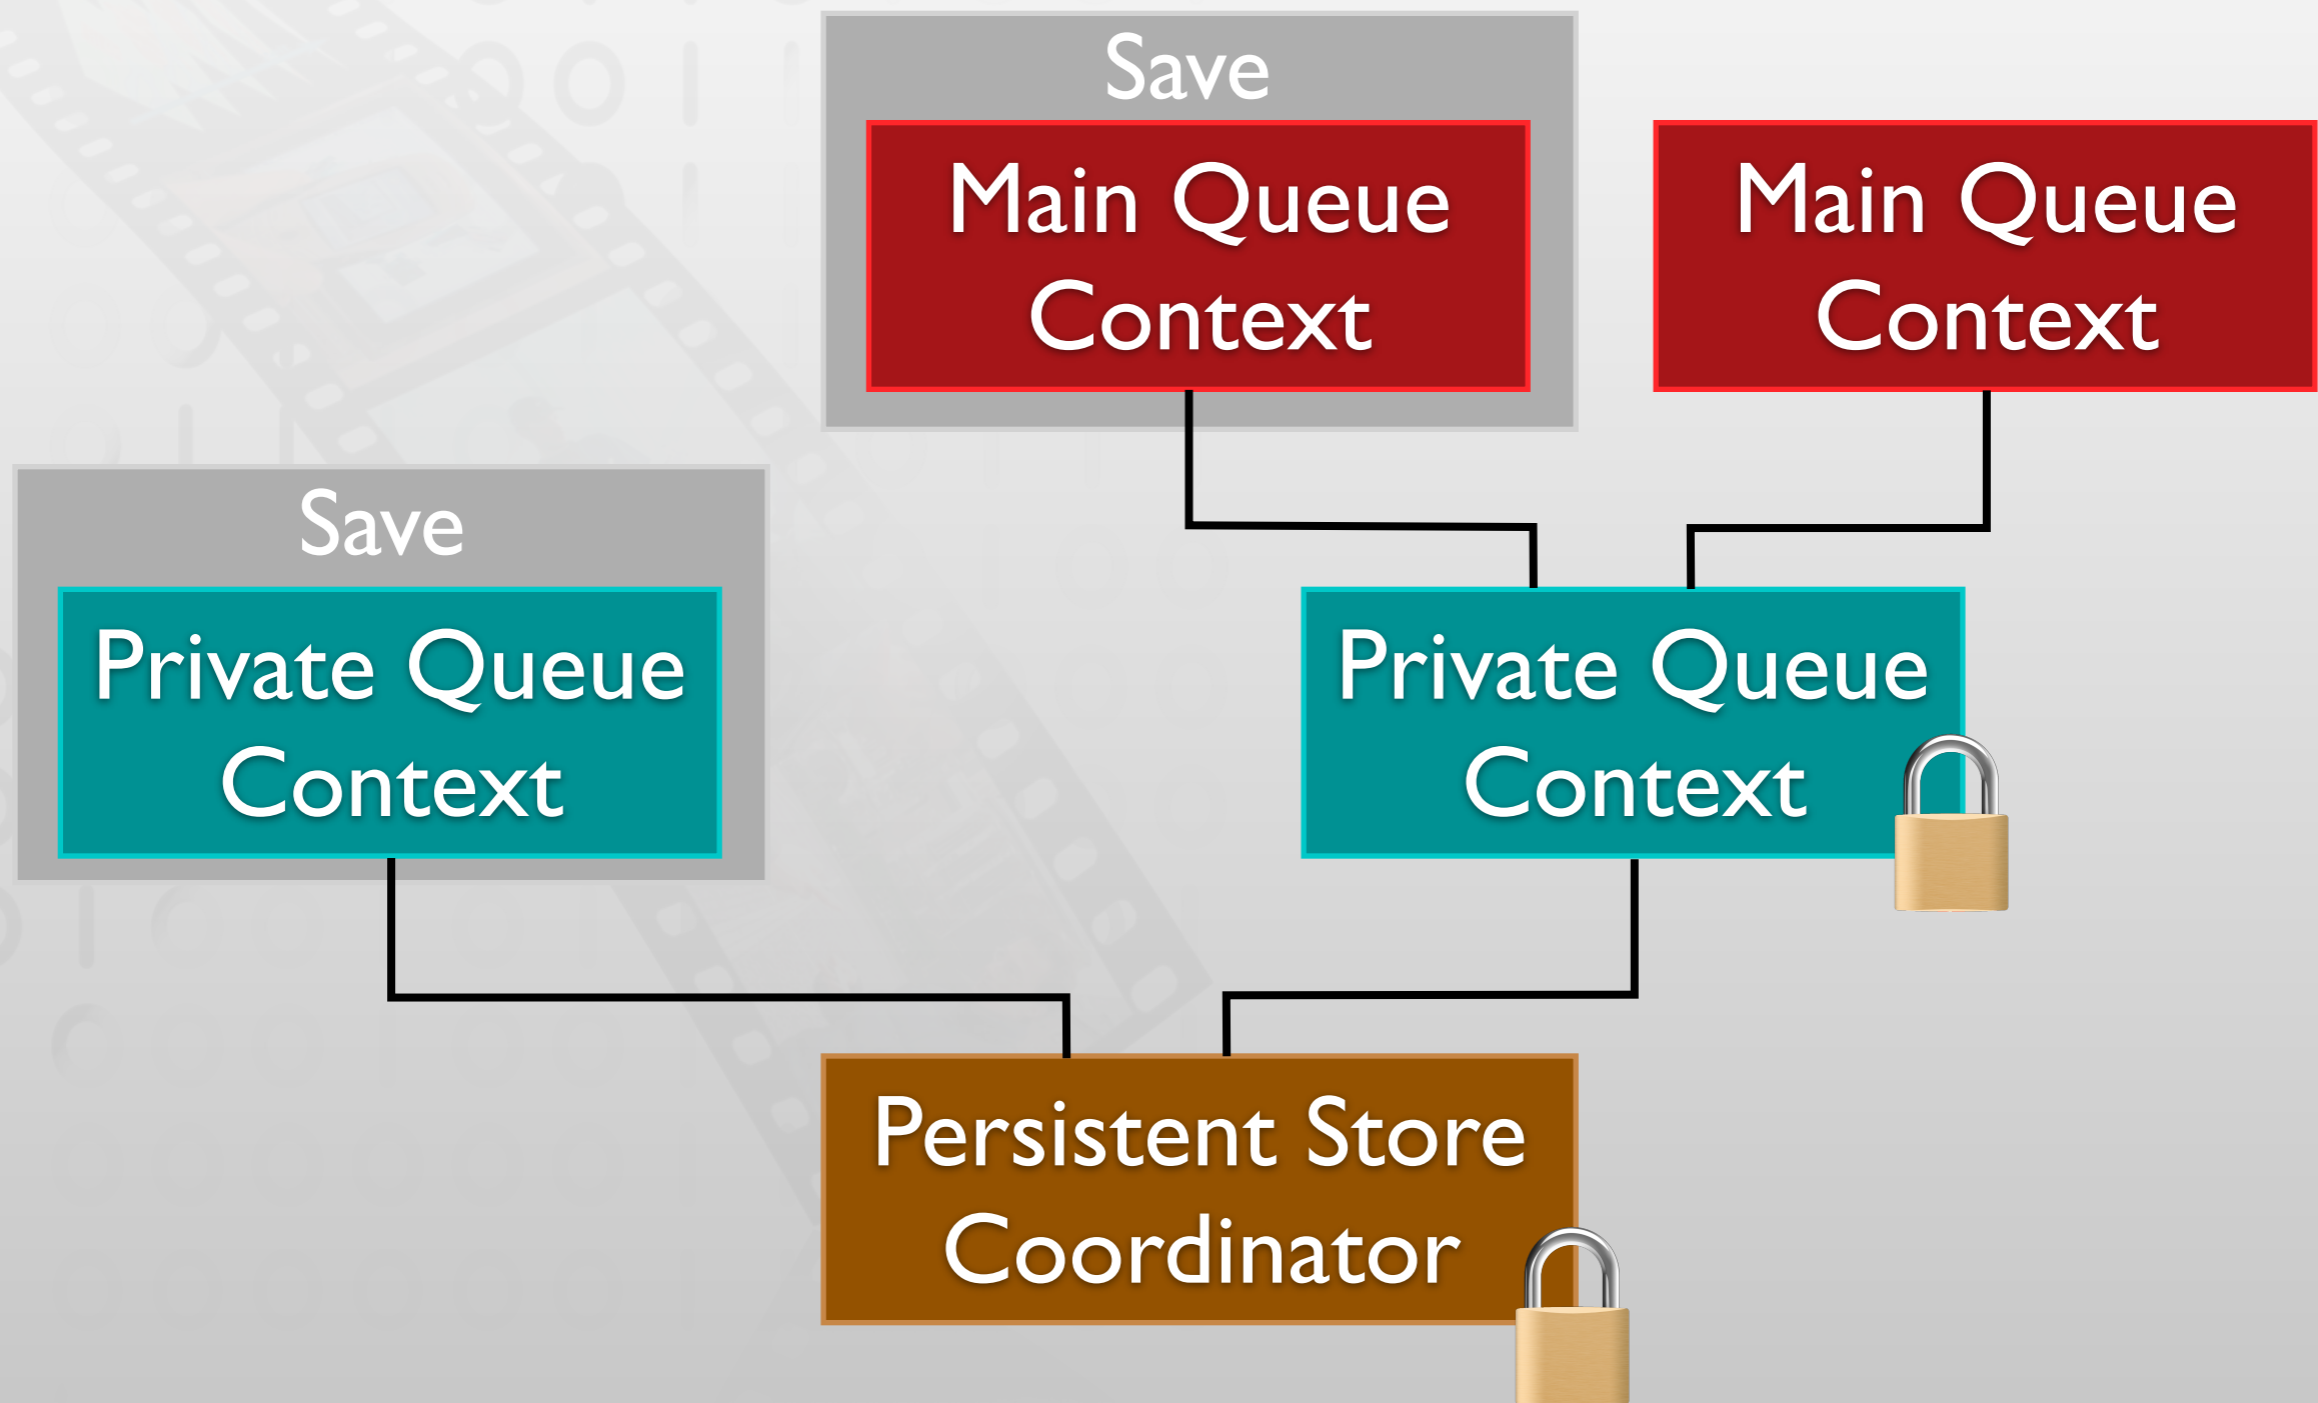 Save
Main Queue
Context
Main Queue
Context
Save
Private Queue
Context
Private Queue
Context
Persistent Store
Coordinator